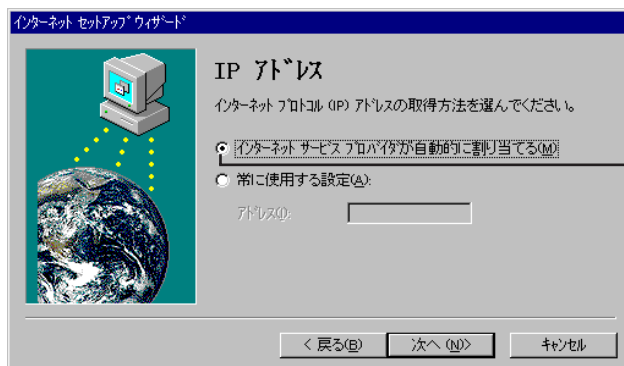 インターネット セットアップ ウィザード
IP アドレス
インターネット プロトコル (IP) アドレスの取得方法を選んでください。
インターネット サービス プロバイタが自動的に割り当てる(M)
常に使用する設定(A):
アドレス(I):
< 戻る(B)
次へ (N)>
キャンセル